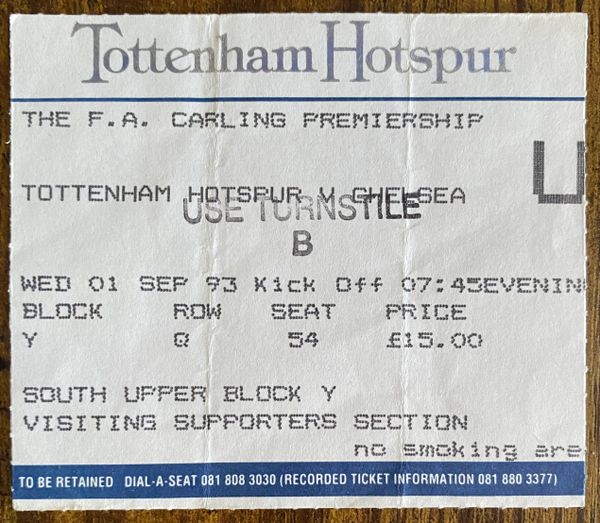 Tottenham Hotspur
THE F.A. CARLING PREMIERSHIP
U
TOTTENHAM HOTSPUR V CHELSEA
USE TURNSTILE
B
WED 01 SEP 93 Kick Off 07:45EVENIN
BLOCK ROW SEAT PRICE
Y Q 54 £15.00
SOUTH UPPER BLOCK Y
VISITING SUPPORTERS SECTION
no smoking are
TO BE RETAINED DIAL-A-SEAT 081 808 3030 (RECORDED TICKET INFORMATION 081 880 3377)